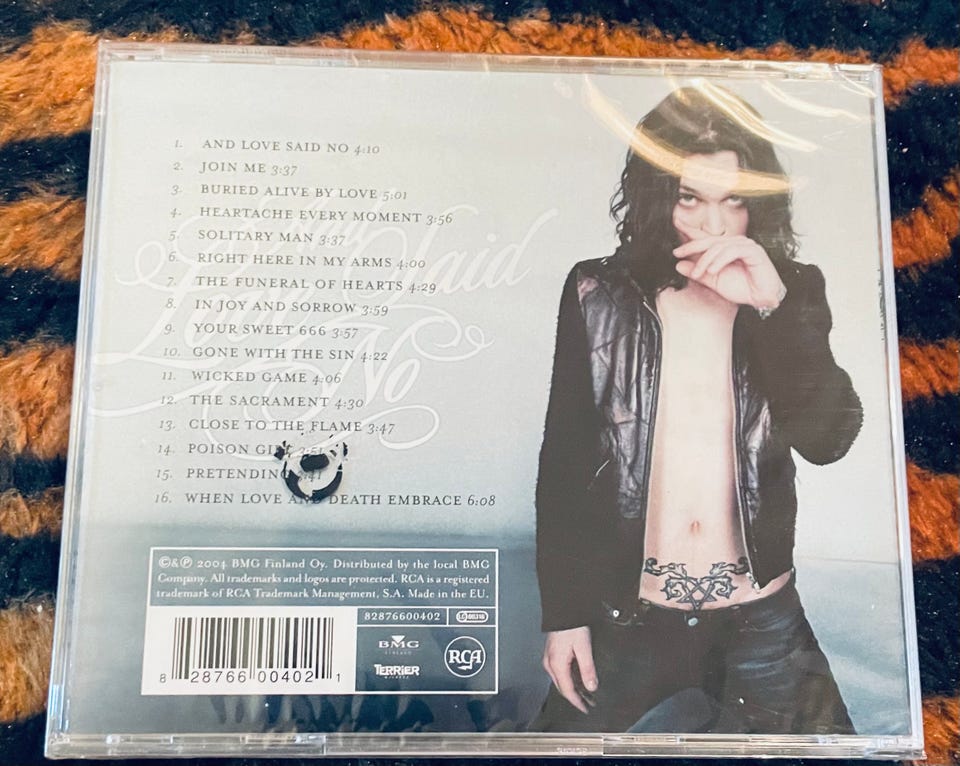 1. AND LOVE SAID NO 4:10
2. JOIN ME 3:37
3. BURIED ALIVE BY LOVE 5:01
4. HEARTACHE EVERY MOMENT 3:56
5. SOLITARY MAN 3:37
6. RIGHT HERE IN MY ARMS 4:00
7. THE FUNERAL OF HEARTS 4:29
8. IN JOY AND SORROW 3:59
9. YOUR SWEET 666 3:57
10. GONE WITH THE SIN 4:22
11. WICKED GAME 4:06
12. THE SACRAMENT 4:30
13. CLOSE TO THE FLAME 3:47
14. POISON 3:51
15. PRETENDING
16. WHEN LOVE AND DEATH EMBRACE 6:08
And Love Said No
©&℗ 2004 BMG Finland Oy. Distributed by the local BMG
Company. All trademarks and logos are protected. RCA is a registered
trademark of RCA Trademark Management, S.A. Made in the EU.
82876600402
LC 00316
BMG
FINLAND
TERRIER
RCA
8 28766 00402 1